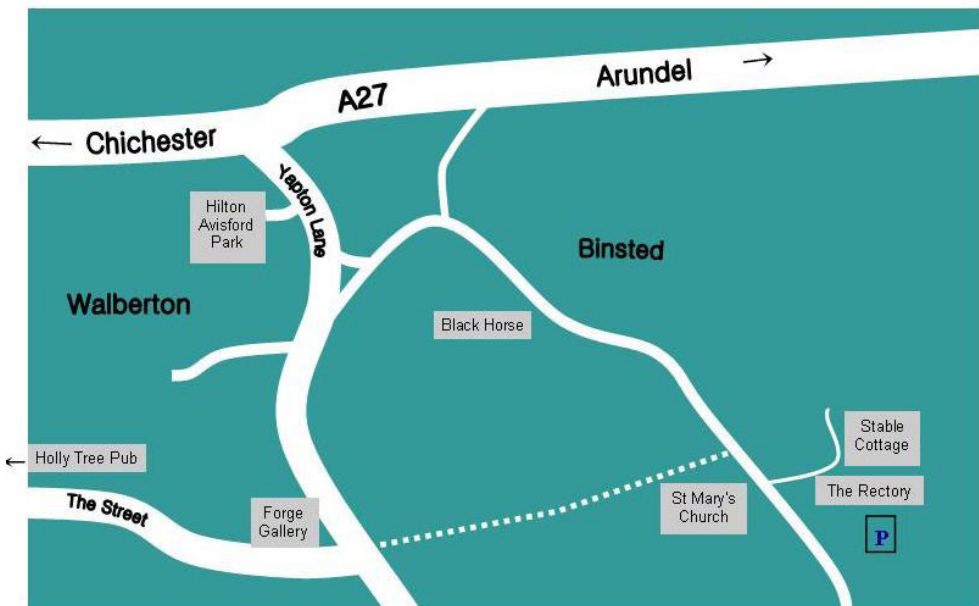 A27
Arundel →
← Chichester
Yapton Lane
Hilton
Avisford
Park
Binsted
Walberton
Black Horse
← Holly Tree Pub
Stable
Cottage
The Rectory
St Mary's
Church
The Street
Forge
Gallery
P